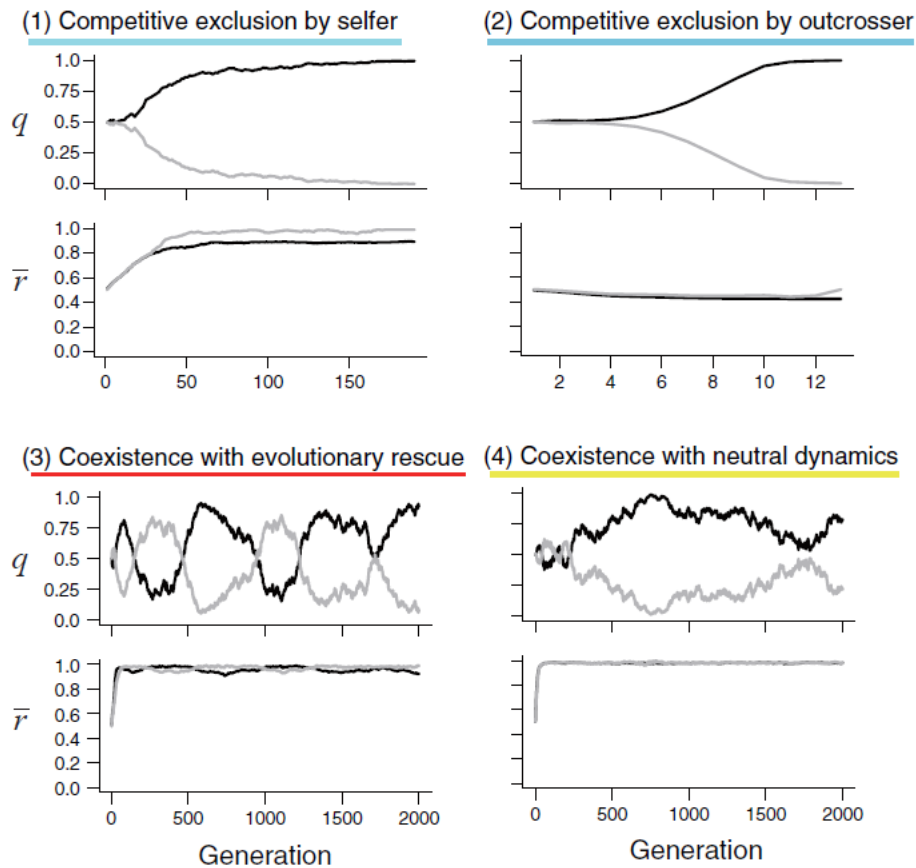 (1) Competitive exclusion by selfer
(2) Competitive exclusion by outcrosser
1.0
0.75
q 0.5
0.25
0.0
1.0
0.8
r̅ 0.6
0.4
0.2
0.0
0 50 100 150
2 4 6 8 10 12
(3) Coexistence with evolutionary rescue
(4) Coexistence with neutral dynamics
1.0
0.75
q 0.5
0.25
0.0
1.0
0.8
r̅ 0.6
0.4
0.2
0.0
0 500 1000 1500 2000
0 500 1000 1500 2000
Generation
Generation